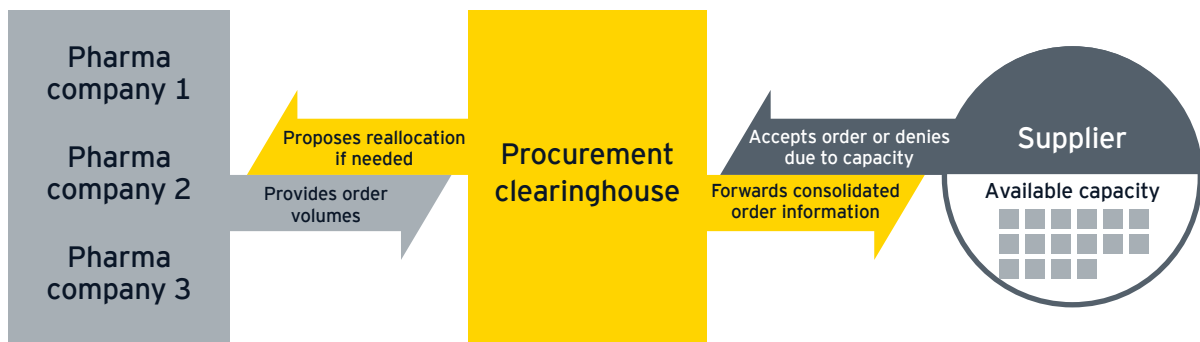 Pharma
company 1
Pharma
company 2
Pharma
company 3
Proposes reallocation
if needed
Provides order
volumes
Procurement
clearinghouse
Accepts order or denies
due to capacity
Forwards consolidated
order information
Supplier
Available capacity